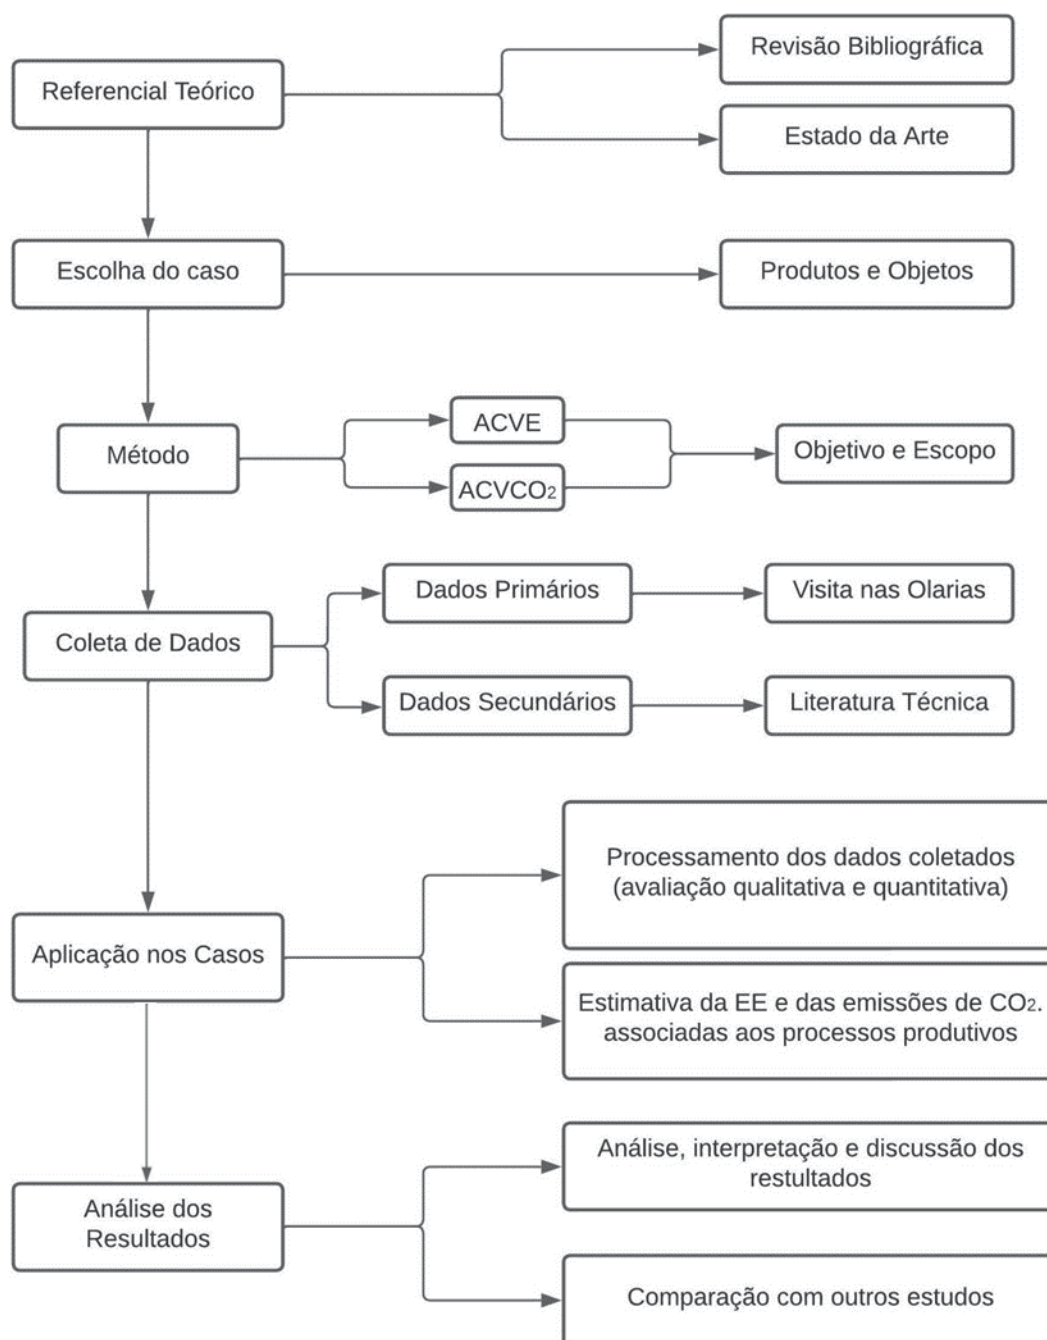 Referencial Teórico
Revisão Bibliográfica
Estado da Arte
Escolha do caso
Produtos e Objetos
Método
ACVE
ACVCO₂
Objetivo e Escopo
Coleta de Dados
Dados Primários
Visita nas Olarias
Dados Secundários
Literatura Técnica
Aplicação nos Casos
Processamento dos dados coletados
(avaliação qualitativa e quantitativa)
Estimativa da EE e das emissões de CO₂.
associadas aos processos produtivos
Análise dos
Resultados
Análise, interpretação e discussão dos
restultados
Comparação com outros estudos